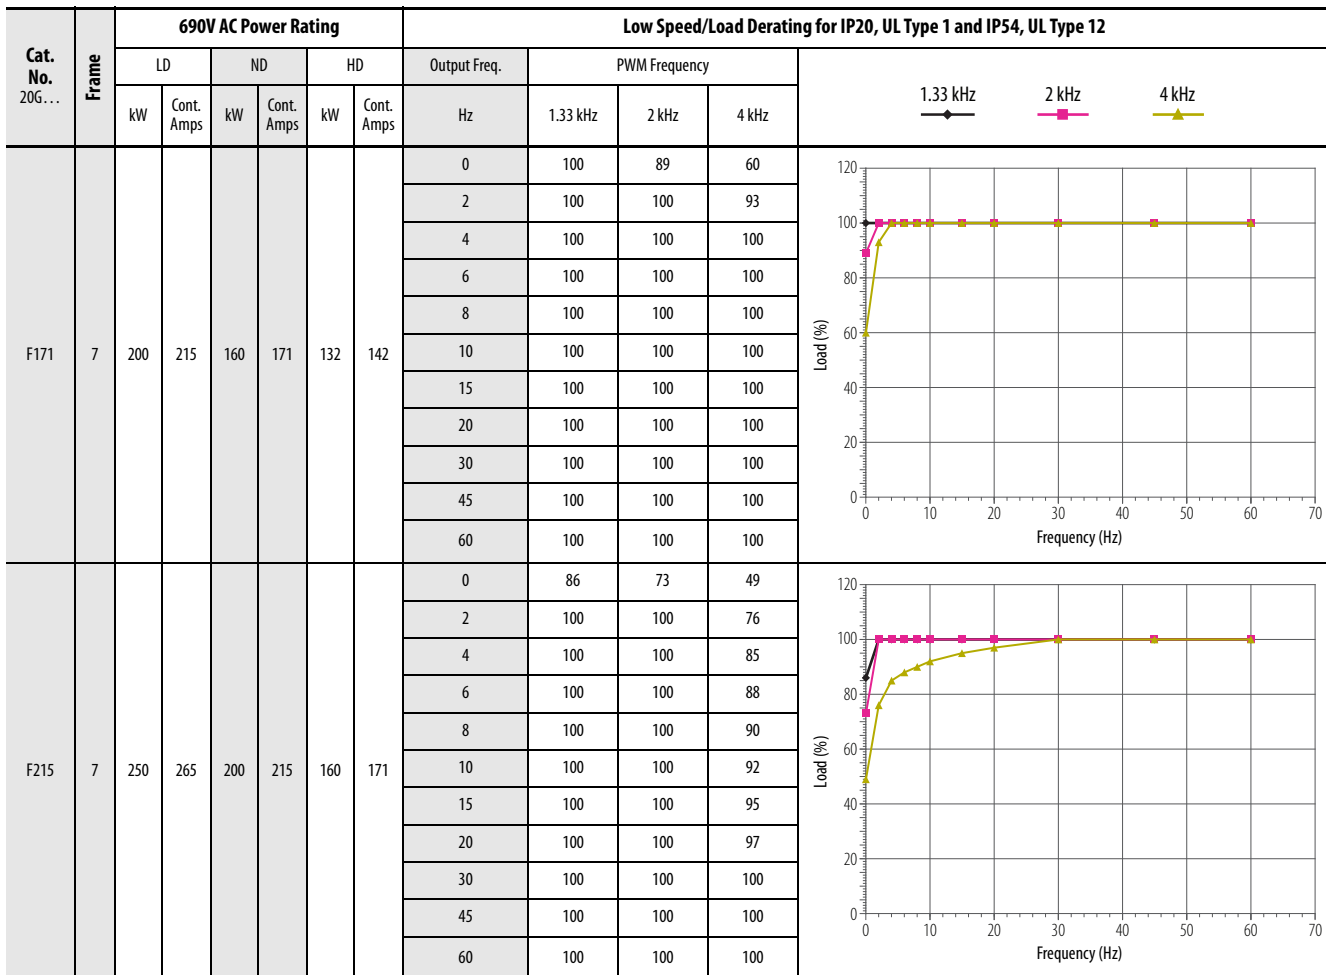 690V AC Power Rating Low Speed/Load Derating for IP20, UL Type 1 and IP54, UL Type 12
Cat. No. 20G… Frame LD ND HD Output Freq. PWM Frequency
kW Cont. Amps kW Cont. Amps kW Cont. Amps Hz 1.33 kHz 2 kHz 4 kHz
1.33 kHz 2 kHz 4 kHz
F171 7 200 215 160 171 132 142
0 100 89 60
2 100 100 93
4 100 100 100
6 100 100 100
8 100 100 100
10 100 100 100
15 100 100 100
20 100 100 100
30 100 100 100
45 100 100 100
60 100 100 100
120
100
80
60
40
20
0
Load (%)
0 10 20 30 40 50 60 70
Frequency (Hz)
F215 7 250 265 200 215 160 171
0 86 73 49
2 100 100 76
4 100 100 85
6 100 100 88
8 100 100 90
10 100 100 92
15 100 100 95
20 100 100 97
30 100 100 100
45 100 100 100
60 100 100 100
120
100
80
60
40
20
0
Load (%)
0 10 20 30 40 50 60 70
Frequency (Hz)